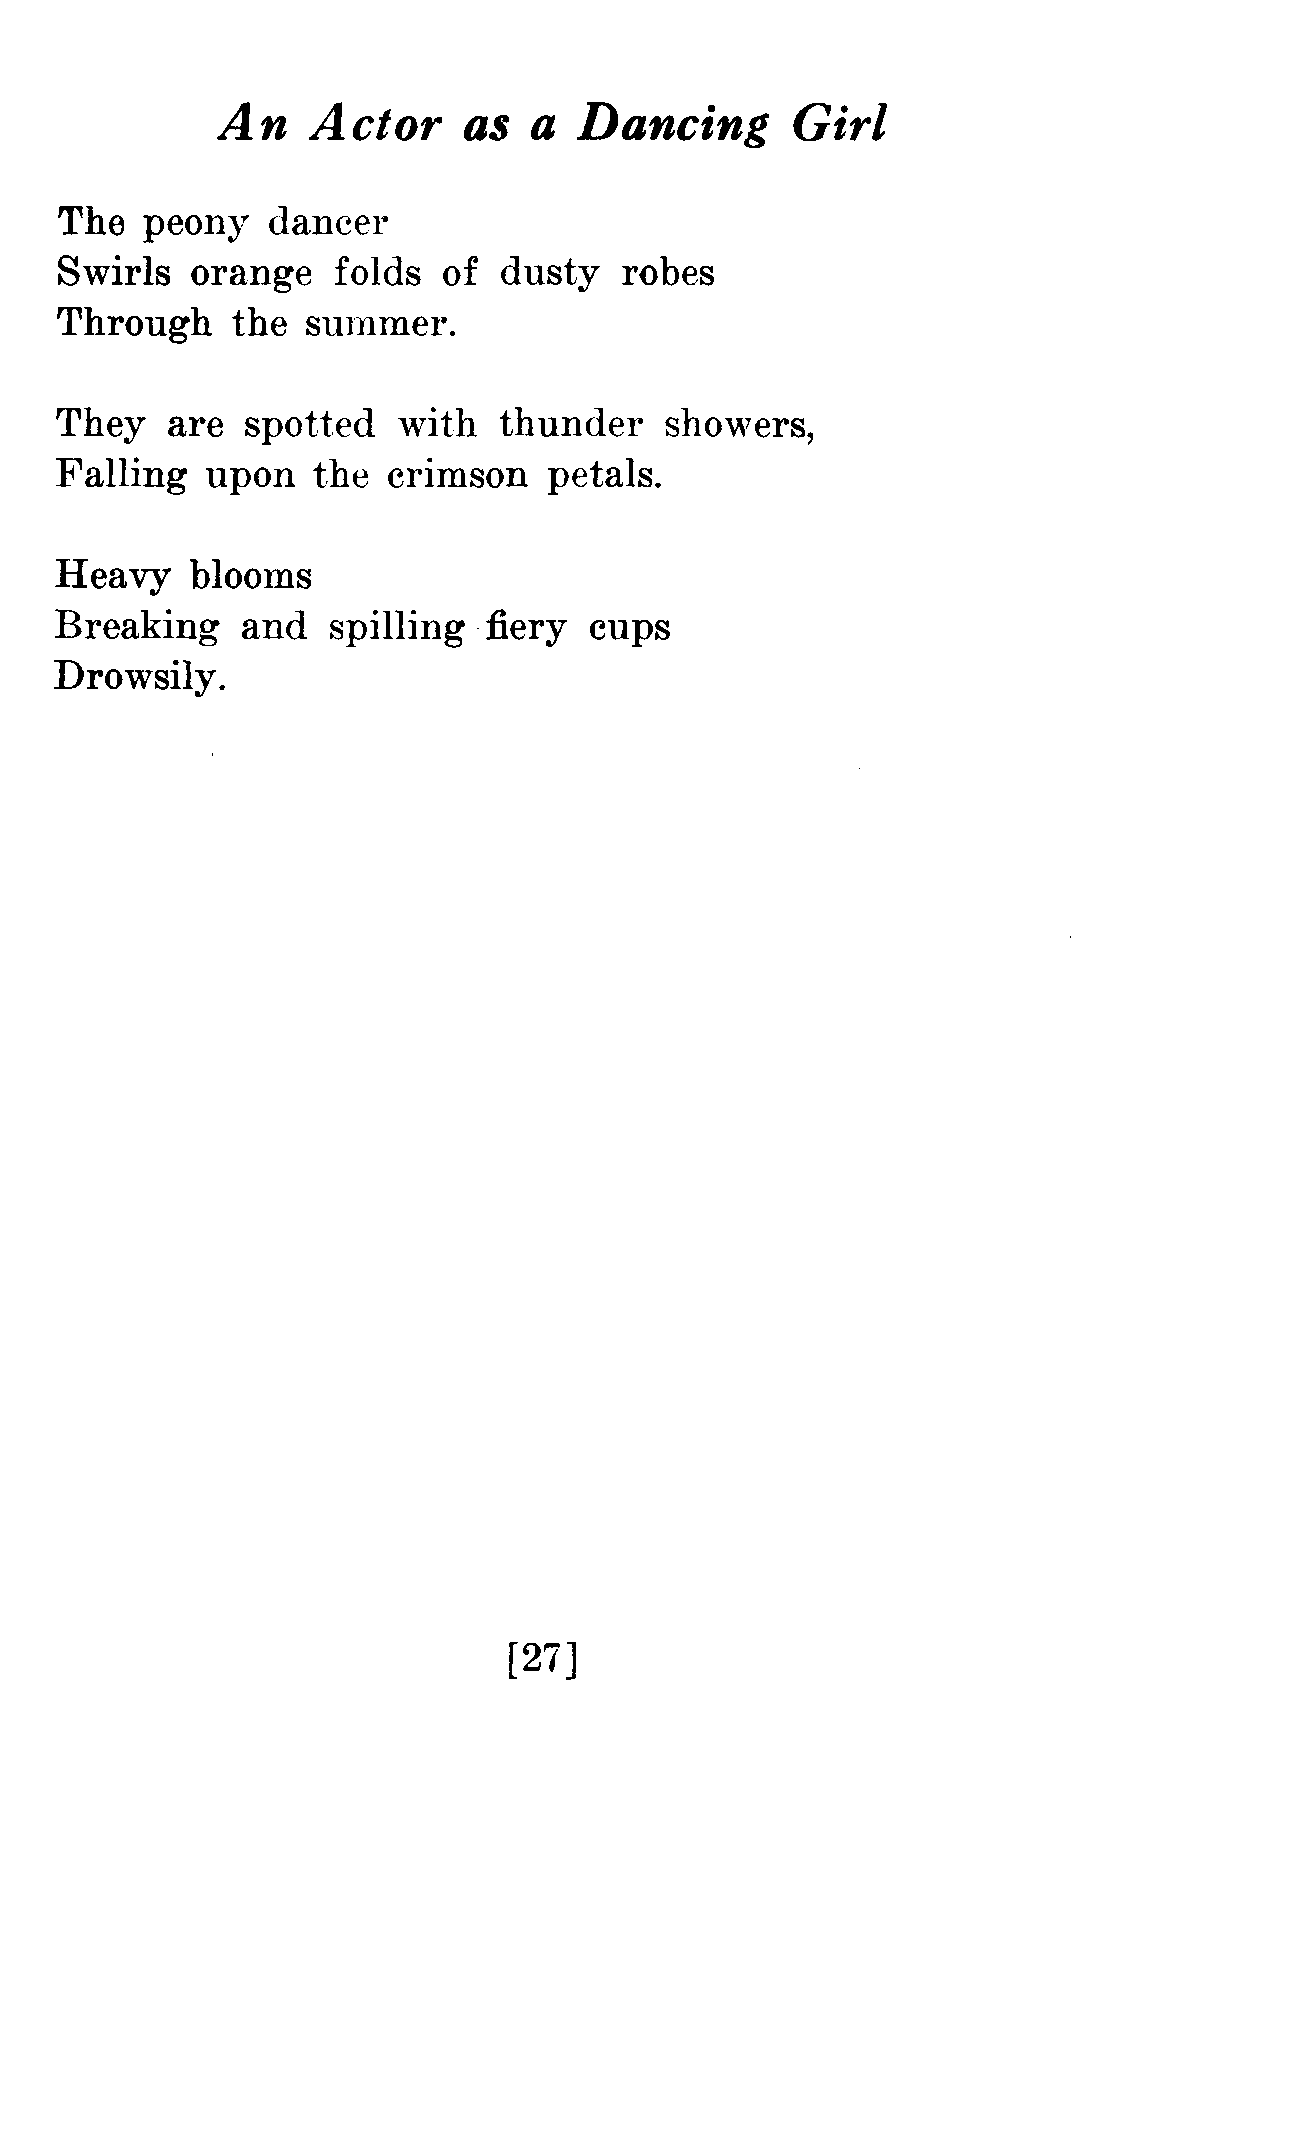 An Actor as a Dancing Girl
The peony dancer
Swirls orange folds of dusty robes
Through the summer.
They are spotted with thunder showers,
Falling upon the crimson petals.
Heavy blooms
Breaking and spilling fiery cups
Drowsily.
[27]